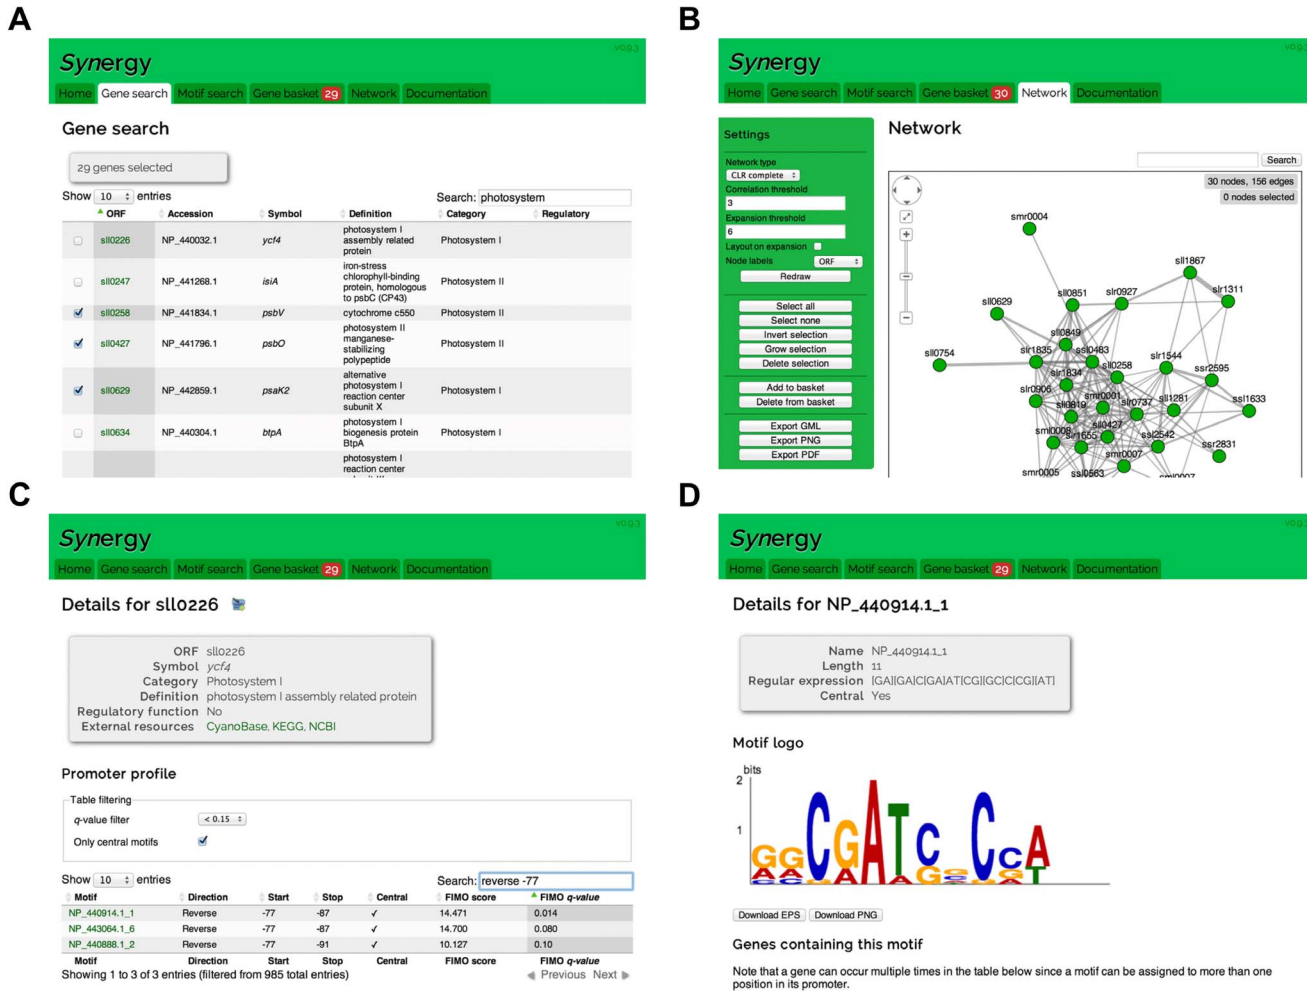 A
v0.9.3
Synergy
Home Gene search Motif search Gene basket 29 Network Documentation
Gene search
29 genes selected
Show 10 entries Search: photosystem
ORF Accession Symbol Definition Category Regulatory
sll0226 NP_440032.1 ycf4 photosystem I assembly related protein Photosystem I
sll0247 NP_441268.1 isiA iron-stress chlorophyll-binding protein, homologous to psbC (CP43) Photosystem II
sll0258 NP_441834.1 psbV cytochrome c550 Photosystem II
sll0427 NP_441796.1 psbO photosystem II manganese-stabilizing polypeptide Photosystem II
sll0629 NP_442859.1 psaK2 alternative photosystem I reaction center subunit X Photosystem I
sll0634 NP_440304.1 btpA photosystem I biogenesis protein BtpA Photosystem I
photosystem I
reaction center
B
v0.9.3
Synergy
Home Gene search Motif search Gene basket 30 Network Documentation
Settings
Network type
CLR complete
Correlation threshold
3
Expansion threshold
6
Layout on expansion
Node labels ORF
Redraw
Select all
Select none
Invert selection
Grow selection
Delete selection
Add to basket
Delete from basket
Export GML
Export PNG
Export PDF
Network
Search
30 nodes, 156 edges
0 nodes selected
smr0004
sll1867
sll0851 slr0927 slr1311
sll0629
sll0849
sll0754 slr1835 ssl0483 slr1544
slr1834 sll0258 ssr2595
slr0906 smr0001 sll1281 ssl1633
sll0819 slr0737
sml0008 slr1655 sll0427 ssl2542 ssr2831
smr0005 ssl0563 smr0007 sml0007
C
v0.9.3
Synergy
Home Gene search Motif search Gene basket 29 Network Documentation
Details for sll0226
ORF sll0226
Symbol ycf4
Category Photosystem I
Definition photosystem I assembly related protein
Regulatory function No
External resources CyanoBase, KEGG, NCBI
Promoter profile
Table filtering
q-value filter < 0.15
Only central motifs
Show 10 entries Search: reverse -77
Motif Direction Start Stop Central FIMO score FIMO q-value
NP_440914.1_1 Reverse -77 -87 ✓ 14.471 0.014
NP_443064.1_6 Reverse -77 -87 ✓ 14.700 0.080
NP_440888.1_2 Reverse -77 -91 ✓ 10.127 0.10
Motif Direction Start Stop Central FIMO score FIMO q-value
Showing 1 to 3 of 3 entries (filtered from 985 total entries) Previous Next
D
v0.9.3
Synergy
Home Gene search Motif search Gene basket 29 Network Documentation
Details for NP_440914.1_1
Name NP_440914.1_1
Length 11
Regular expression [GA][GA]C[GA]AT[CG][GC]C[CG][AT]
Central Yes
Motif logo
bits
2
1
Download EPS Download PNG
Genes containing this motif
Note that a gene can occur multiple times in the table below since a motif can be assigned to more than one
position in its promoter.